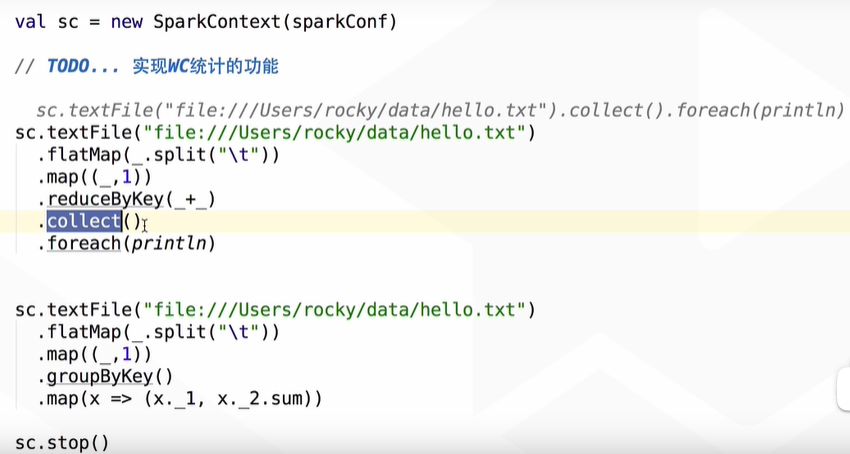 val sc = new SparkContext(sparkConf)
// TODO... 实现WC统计的功能
sc.textFile("file:///Users/rocky/data/hello.txt").collect().foreach(println)
sc.textFile("file:///Users/rocky/data/hello.txt")
.flatMap(_.split("\t"))
.map((_,1))
.reduceByKey(_+_)
.collect()
.foreach(println)
sc.textFile("file:///Users/rocky/data/hello.txt")
.flatMap(_.split("\t"))
.map((_,1))
.groupByKey()
.map(x => (x._1, x._2.sum))
sc.stop()